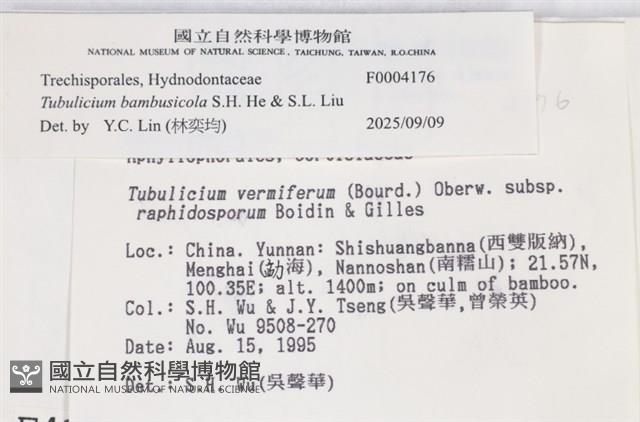 國立自然科學博物館
NATIONAL MUSEUM OF NATURAL SCIENCE, TAICHUNG, TAIWAN, R.O.CHINA
Trechisporales, Hydnodontaceae F0004176
Tubulicium bambusicola S.H. He & S.L. Liu
Det. by Y.C. Lin (林奕均) 2025/09/09
Aphyllophorales, Corticiaceae
Tubulicium vermiferum (Bourd.) Oberw. subsp.
raphidosporum Boidin & Gilles
Loc.: China. Yunnan: Shishuangbanna(西雙版納),
Menghai(勐海), Nannoshan(南糯山); 21.57N,
100.35E; alt. 1400m; on culm of bamboo.
Col.: S.H. Wu & J.Y. Tseng(吳聲華,曾榮英)
No. Wu 9508-270
Date: Aug. 15, 1995
Det.: S.H. Wu(吳聲華)
國立自然科學博物館
NATIONAL MUSEUM OF NATURAL SCIENCE